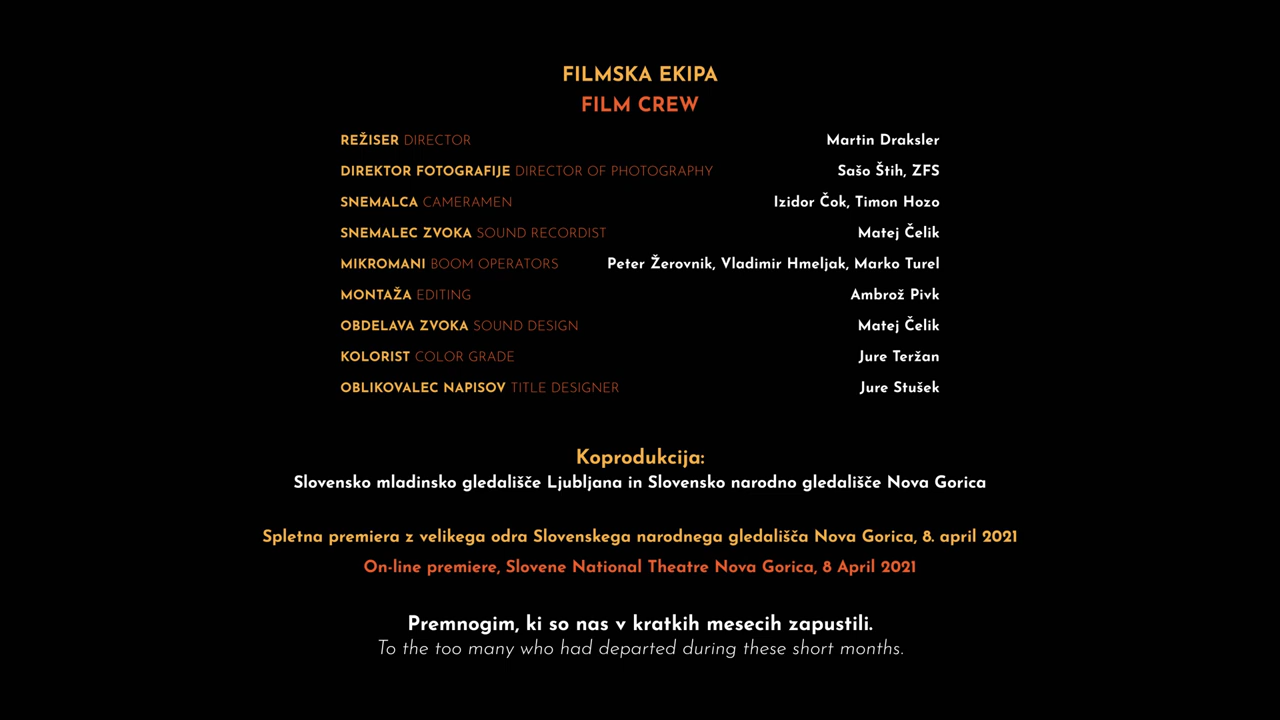 FILMSKA EKIPA
FILM CREW
REŽISER DIRECTOR Martin Draksler
DIREKTOR FOTOGRAFIJE DIRECTOR OF PHOTOGRAPHY Sašo Štih, ZFS
SNEMALCA CAMERAMEN Izidor Čok, Timon Hozo
SNEMALEC ZVOKA SOUND RECORDIST Matej Čelik
MIKROMANI BOOM OPERATORS Peter Žerovnik, Vladimir Hmeljak, Marko Turel
MONTAŽA EDITING Ambrož Pivk
OBDELAVA ZVOKA SOUND DESIGN Matej Čelik
KOLORIST COLOR GRADE Jure Teržan
OBLIKOVALEC NAPISOV TITLE DESIGNER Jure Stušek
Koprodukcija:
Slovensko mladinsko gledališče Ljubljana in Slovensko narodno gledališče Nova Gorica
Spletna premiera z velikega odra Slovenskega narodnega gledališča Nova Gorica, 8. april 2021
On-line premiere, Slovene National Theatre Nova Gorica, 8 April 2021
Premnogim, ki so nas v kratkih mesecih zapustili.
To the too many who had departed during these short months.